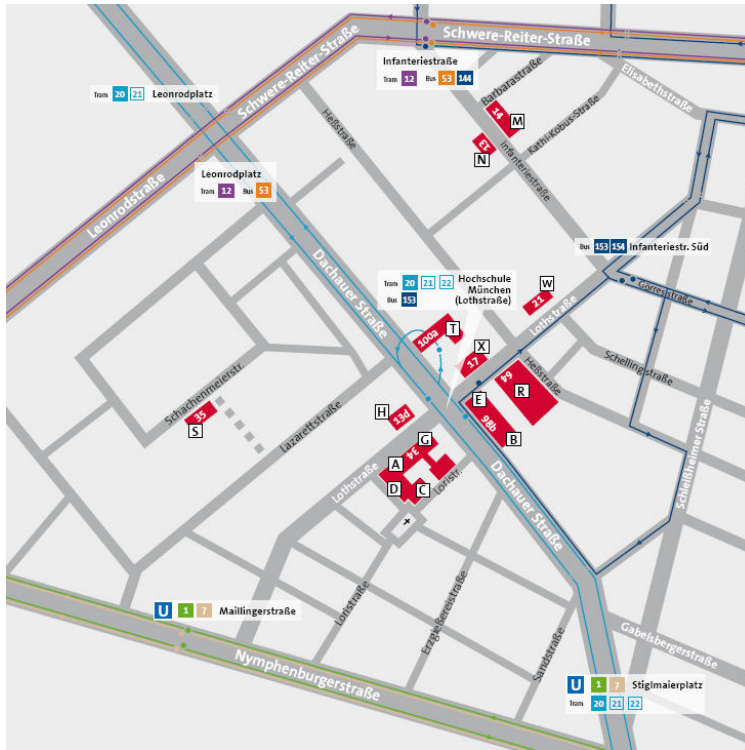 Schwere-Reiter-Straße
Infanteriestraße
Tram 12 Bus 53 144
Schwere-Reiter-Straße
Barbarastraße
Elisabethstraße
Tram 20 21 Leonrodplatz
Heßstraße
14 M
Kathi-Kobus-Straße
13
N
Infanteriestraße
Leonrodplatz
Tram 12 Bus 53
Leonrodstraße
Dachauer Straße
Bus 153 154 Infanteriestr. Süd
Tram 20 21 22 Hochschule
München
Bus 153 (Lothstraße)
W
21
Görresstraße
Lothstraße
T
100a
X
17
Heßstraße
Schellingstraße
Schachenmeierstr.
35
S
64
R
E
H
13d
98b
B
Lazarettstraße
G
34
A
D
C
Loristr.
Lothstraße
Dachauer Straße
Schleißheimer Straße
Loristraße
Erzgießereistraße
Sandstraße
U 1 7 Maillingerstraße
Gabelsbergerstraße
Nymphenburgerstraße
U 1 7 Stiglmaierplatz
Tram 20 21 22